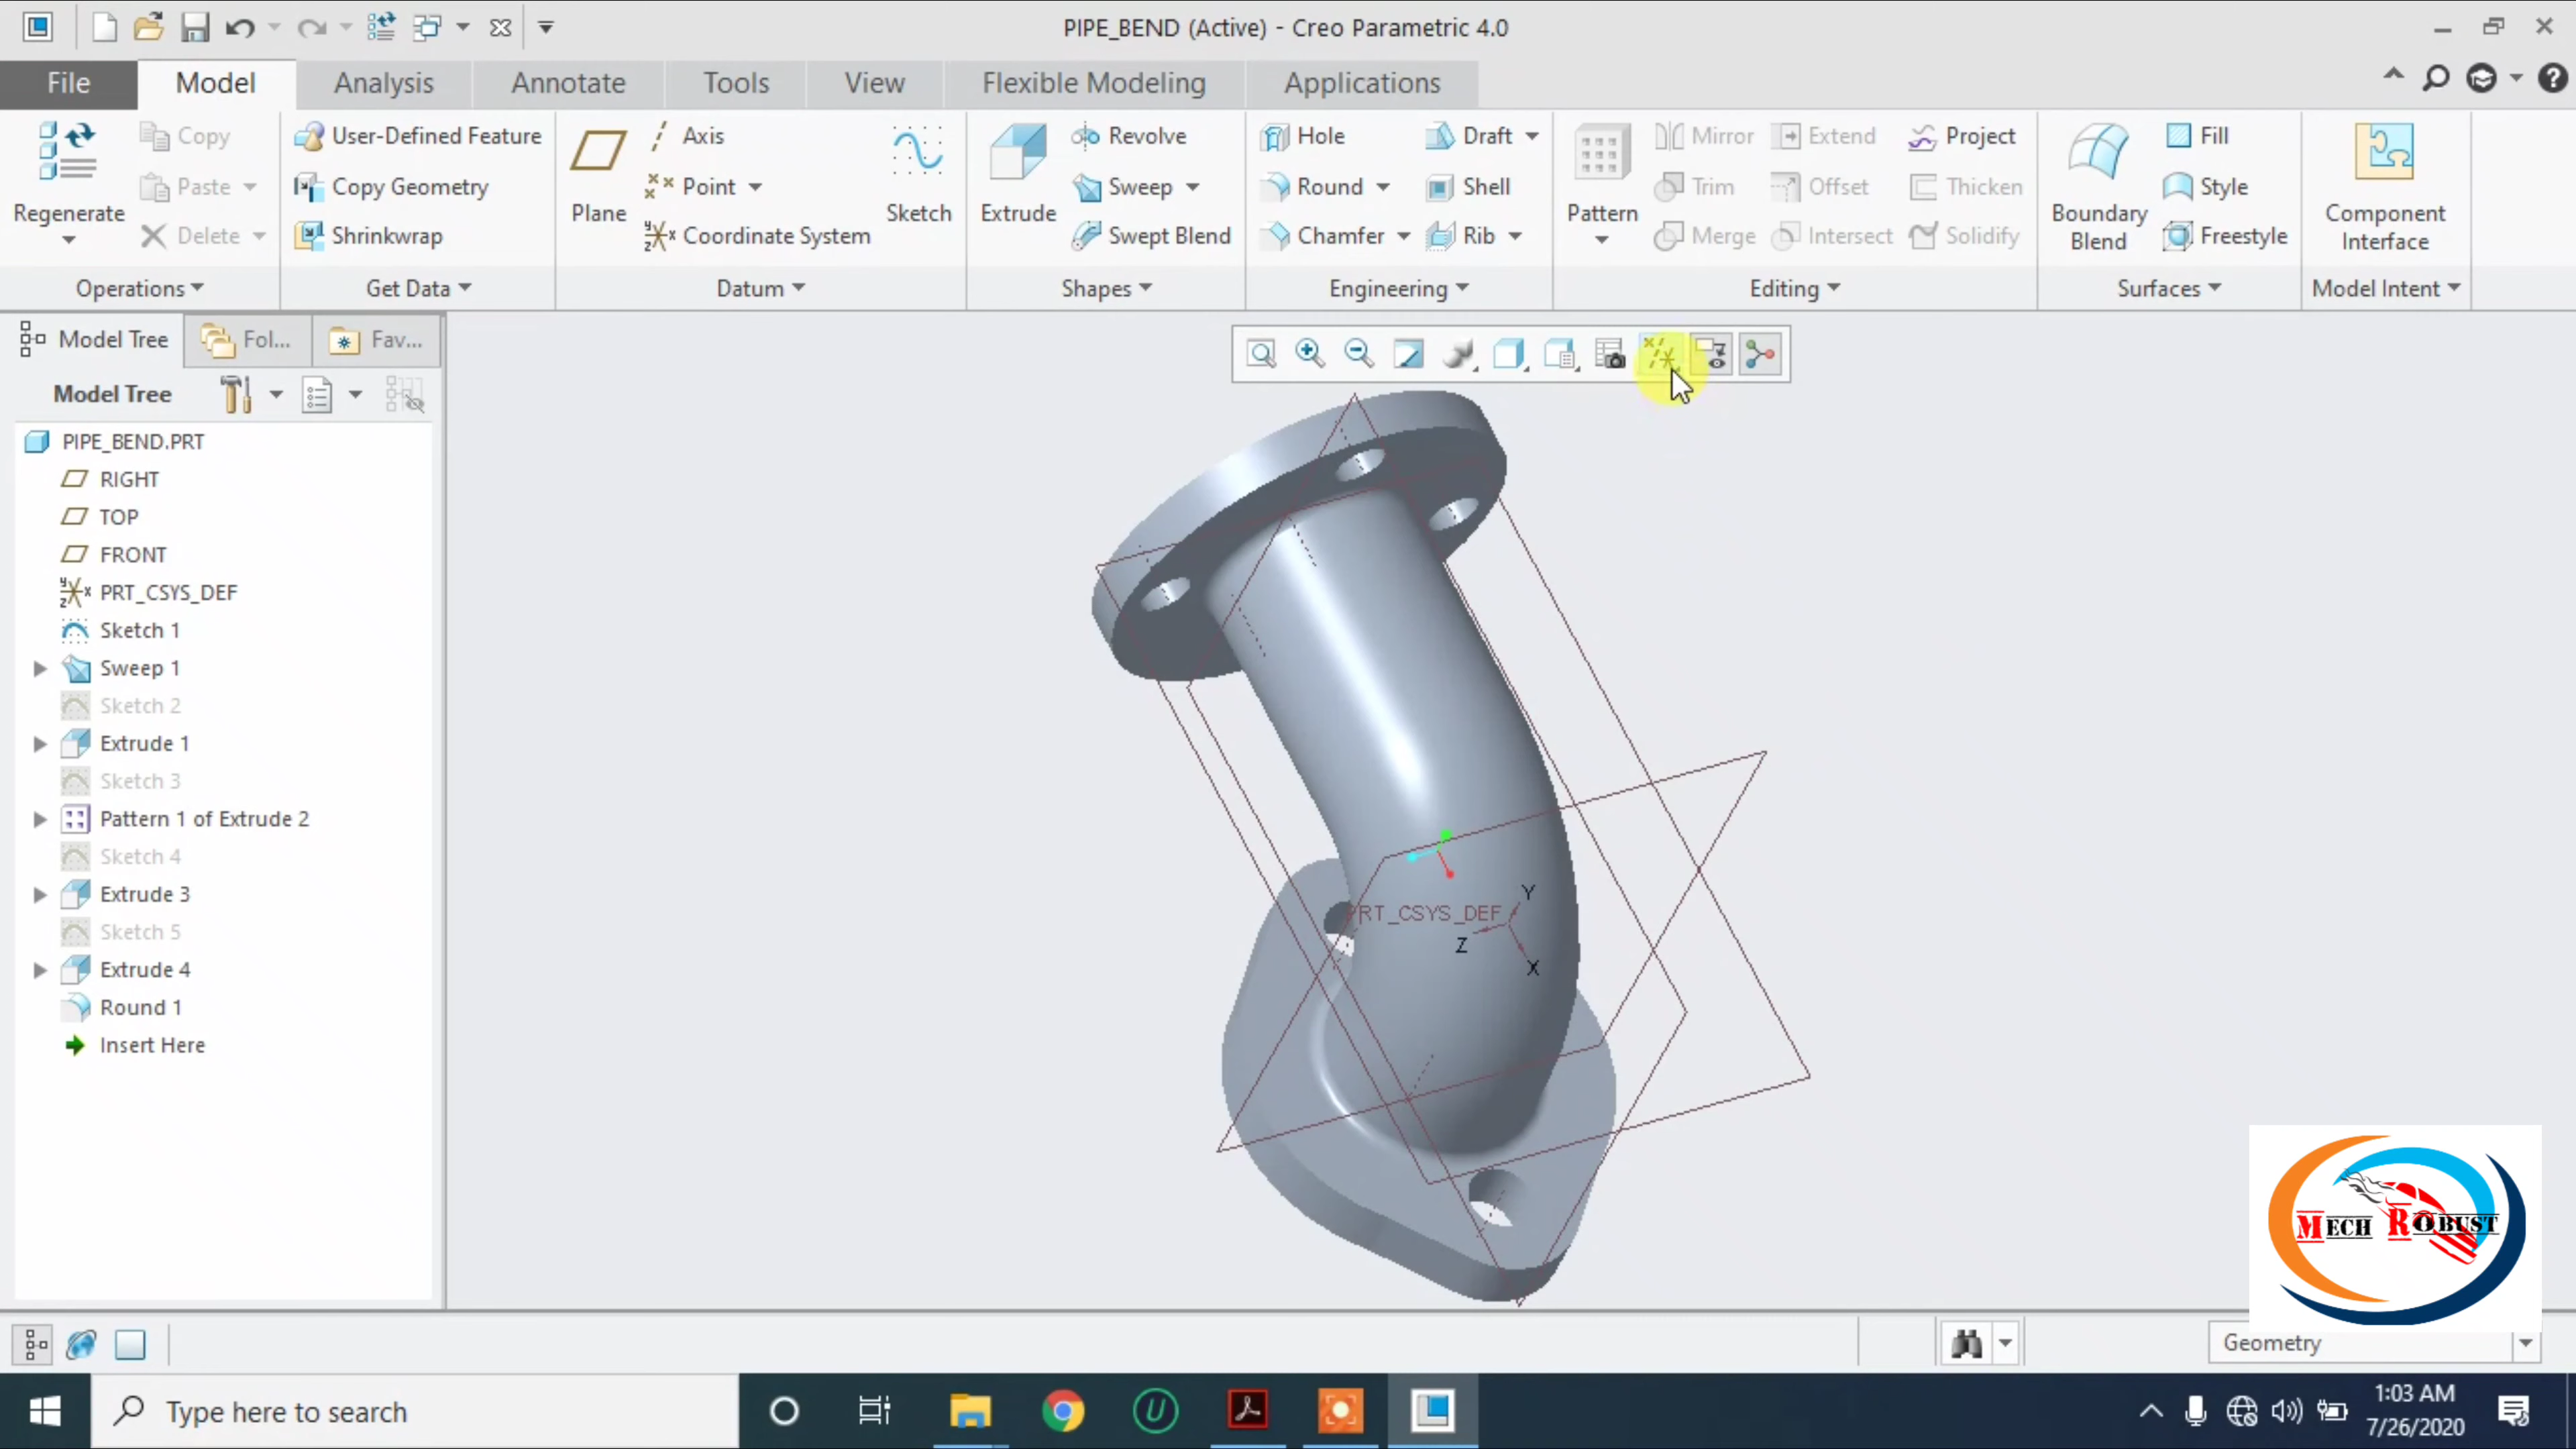 PIPE_BEND (Active) - Creo Parametric 4.0
File Model Analysis Annotate Tools View Flexible Modeling Applications
Regenerate
Copy
Paste
Delete
Operations
User-Defined Feature
Copy Geometry
Shrinkwrap
Get Data
Plane
Axis
Point
Coordinate System
Sketch
Datum
Extrude
Revolve
Sweep
Swept Blend
Shapes
Hole
Round
Chamfer
Draft
Shell
Rib
Engineering
Pattern
Mirror
Trim
Merge
Extend
Offset
Intersect
Project
Thicken
Solidify
Editing
Boundary
Blend
Fill
Style
Freestyle
Surfaces
Component
Interface
Model Intent
Model Tree Fol... Fav...
Model Tree
PIPE_BEND.PRT
RIGHT
TOP
FRONT
PRT_CSYS_DEF
Sketch 1
Sweep 1
Sketch 2
Extrude 1
Sketch 3
Pattern 1 of Extrude 2
Sketch 4
Extrude 3
Sketch 5
Extrude 4
Round 1
Insert Here
PRT_CSYS_DEF
Y
Z
X
MECH ROBUST
Geometry
Type here to search
1:03 AM
7/26/2020